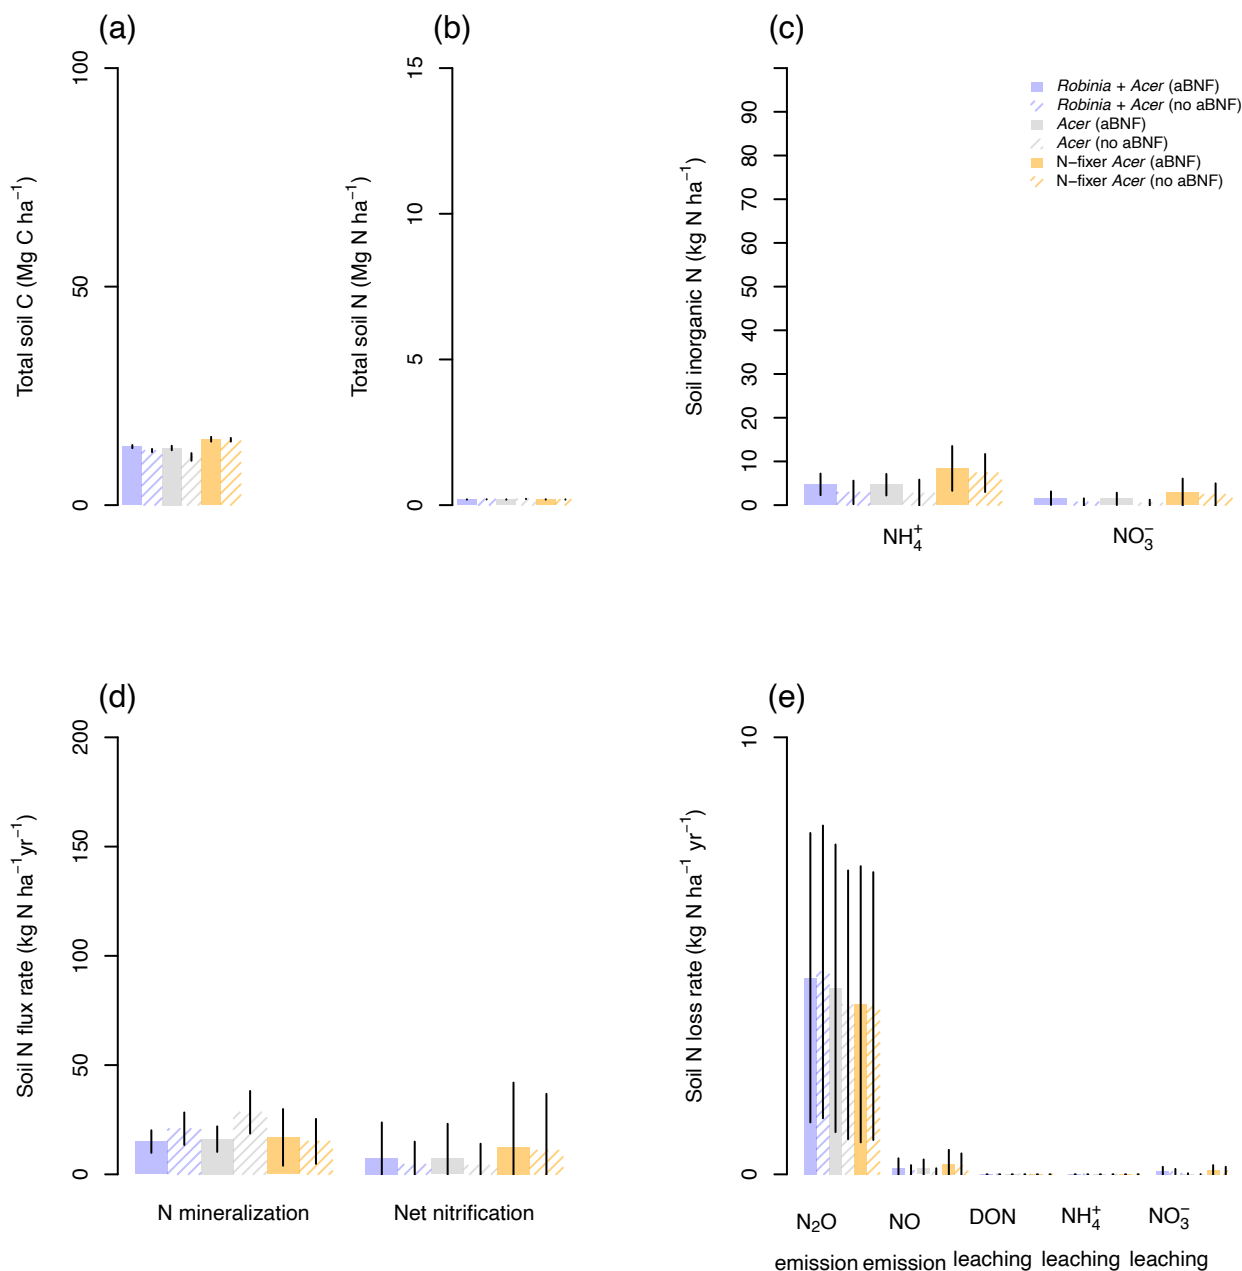 (a)
(b)
(c)
100
50
0
Total soil C (Mg C ha⁻¹)
15
10
5
0
Total soil N (Mg N ha⁻¹)
90
80
70
60
50
40
30
20
10
0
Soil inorganic N (kg N ha⁻¹)
Robinia + Acer (aBNF)
Robinia + Acer (no aBNF)
Acer (aBNF)
Acer (no aBNF)
N−fixer Acer (aBNF)
N−fixer Acer (no aBNF)
NH₄⁺
NO₃⁻
(d)
(e)
200
150
100
50
0
Soil N flux rate (kg N ha⁻¹yr⁻¹)
N mineralization
Net nitrification
10
0
Soil N loss rate (kg N ha⁻¹ yr⁻¹)
N₂O
emission
NO
emission
DON
leaching
NH₄⁺
leaching
NO₃⁻
leaching